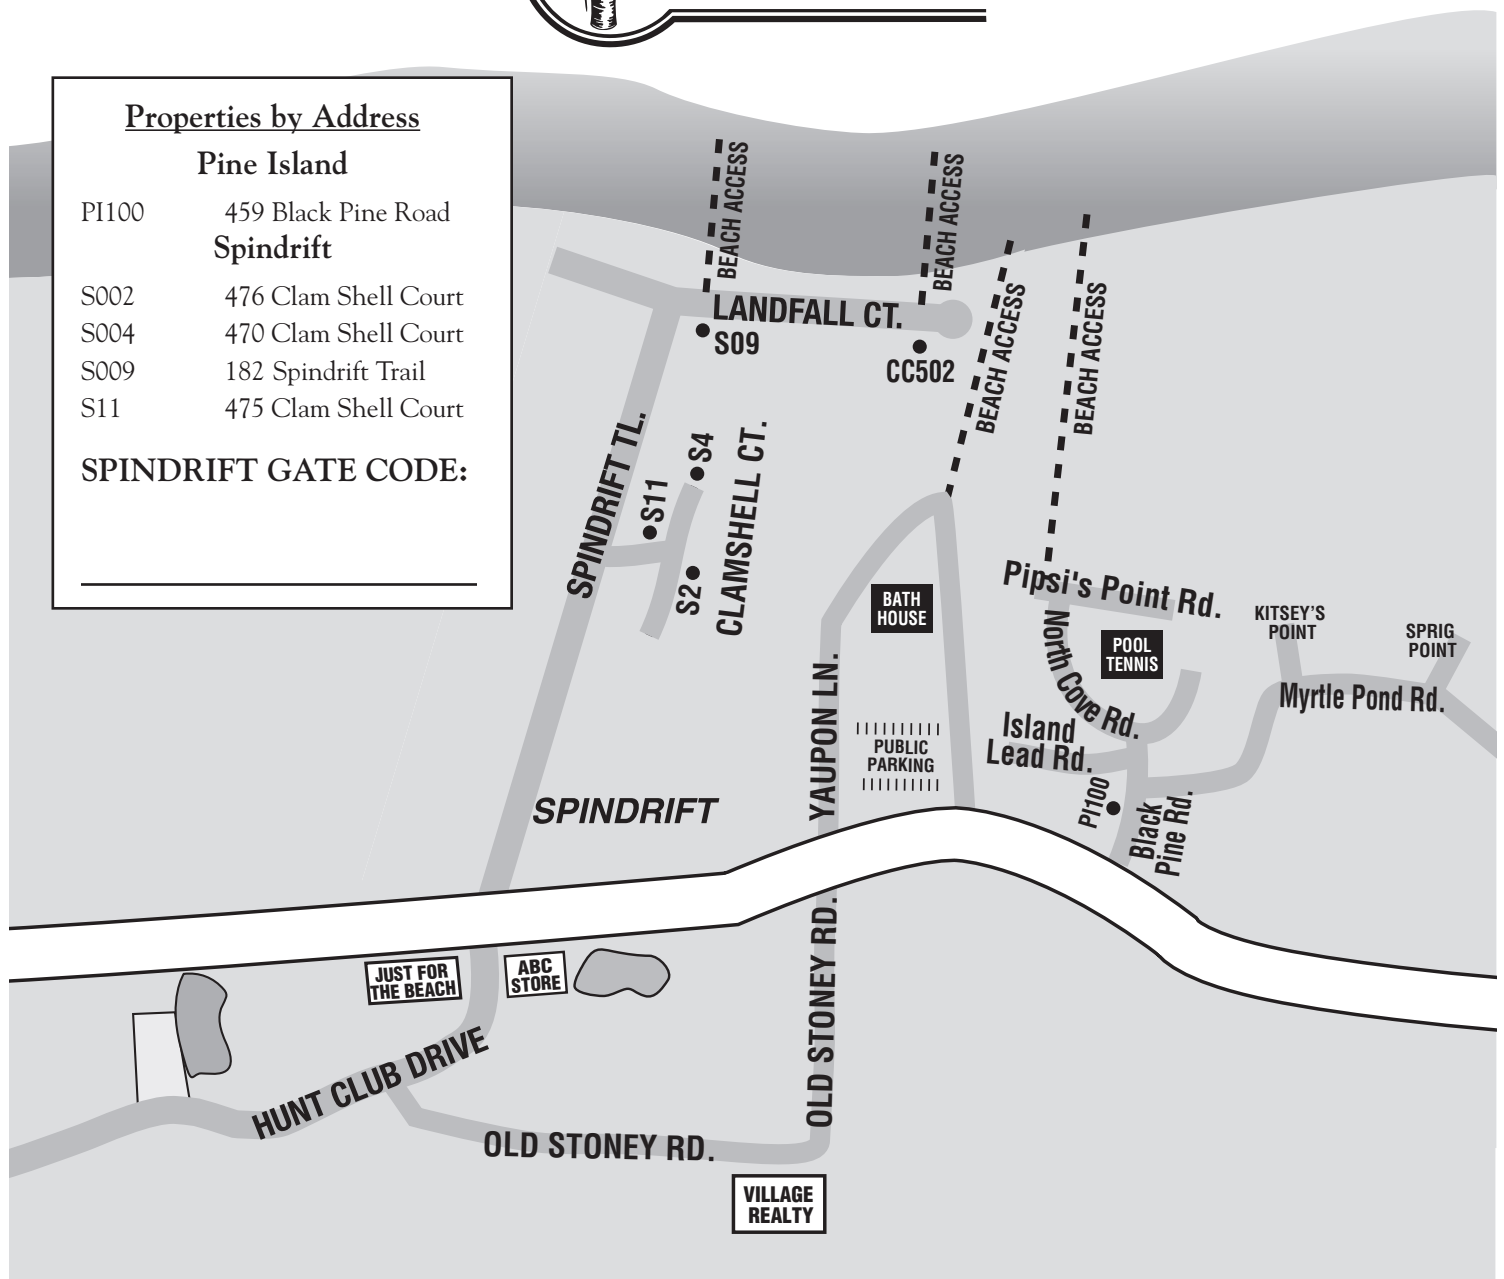 Properties by Address
Pine Island
PI100 459 Black Pine Road
Spindrift
S002 476 Clam Shell Court
S004 470 Clam Shell Court
S009 182 Spindrift Trail
S11 475 Clam Shell Court
SPINDRIFT GATE CODE:
BEACH ACCESS
BEACH ACCESS
BEACH ACCESS
BEACH ACCESS
LANDFALL CT.
S09
CC502
SPINDRIFT TL.
S4
S11
S2
CLAMSHELL CT.
BATH
HOUSE
Pipsi's Point Rd.
North Cove Rd.
POOL
TENNIS
KITSEY'S
POINT
SPRIG
POINT
Myrtle Pond Rd.
Island
Lead Rd.
YAUPON LN.
PUBLIC
PARKING
PI100
Black
Pine Rd.
SPINDRIFT
JUST FOR
THE BEACH
ABC
STORE
OLD STONEY RD.
HUNT CLUB DRIVE
OLD STONEY RD.
VILLAGE
REALTY